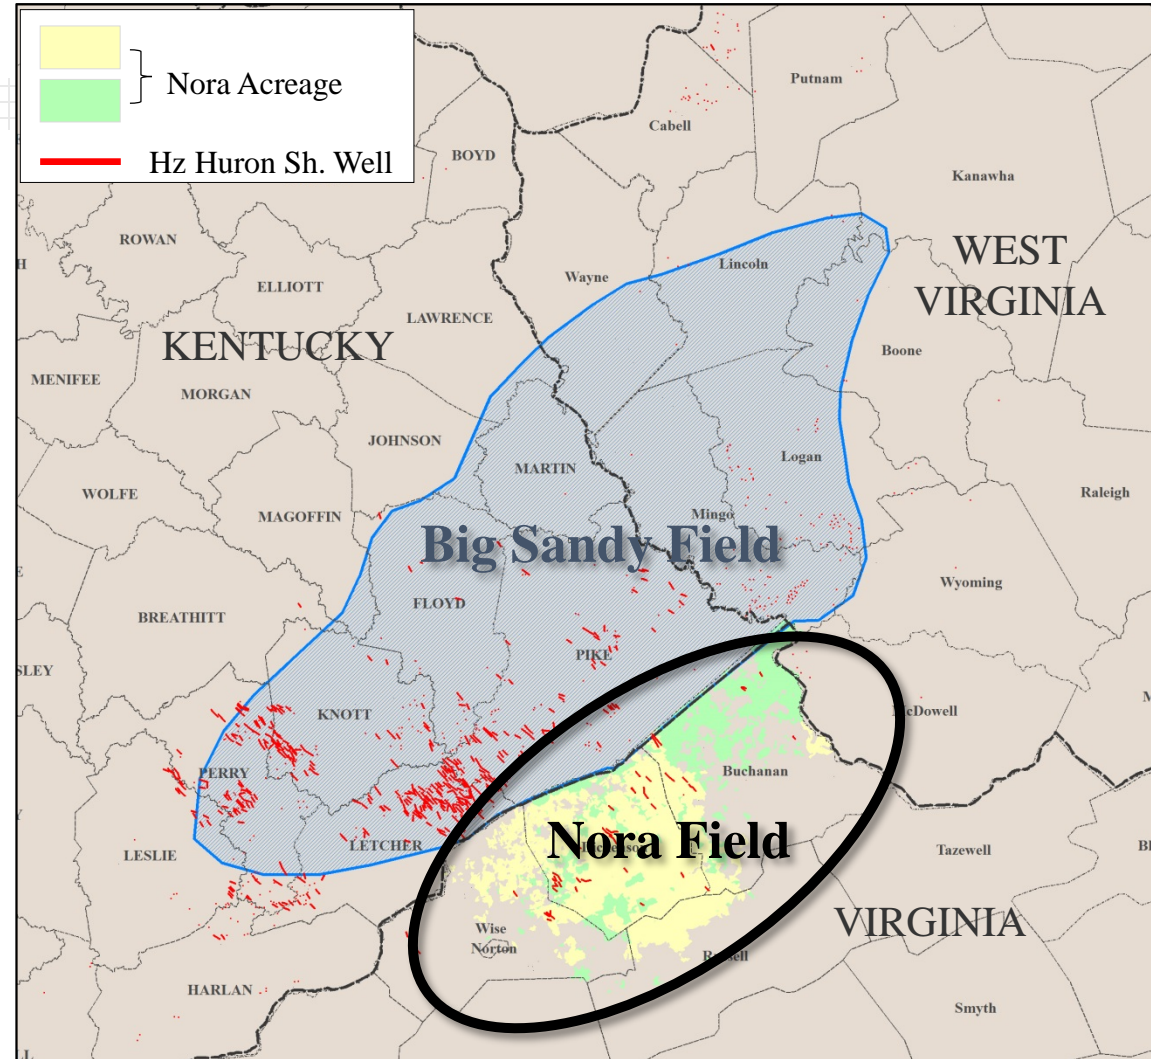 Nora Acreage
Hz Huron Sh. Well
Putnam
Cabell
BOYD
Kanawha
ROWAN
H
WEST
VIRGINIA
Lincoln
Wayne
ELLIOTT
LAWRENCE
KENTUCKY
Boone
MENIFEE
MORGAN
JOHNSON
MARTIN
Logan
WOLFE
Raleigh
MAGOFFIN
Mingo
Big Sandy Field
Wyoming
FLOYD
BREATHITT
PIKE
SLEY
KNOTT
McDowell
M
PERRY
Buchanan
LETCHER
LESLIE
Nora Field
Tazewell
Bl
VIRGINIA
Wise
Norton
Russell
HARLAN
Smyth